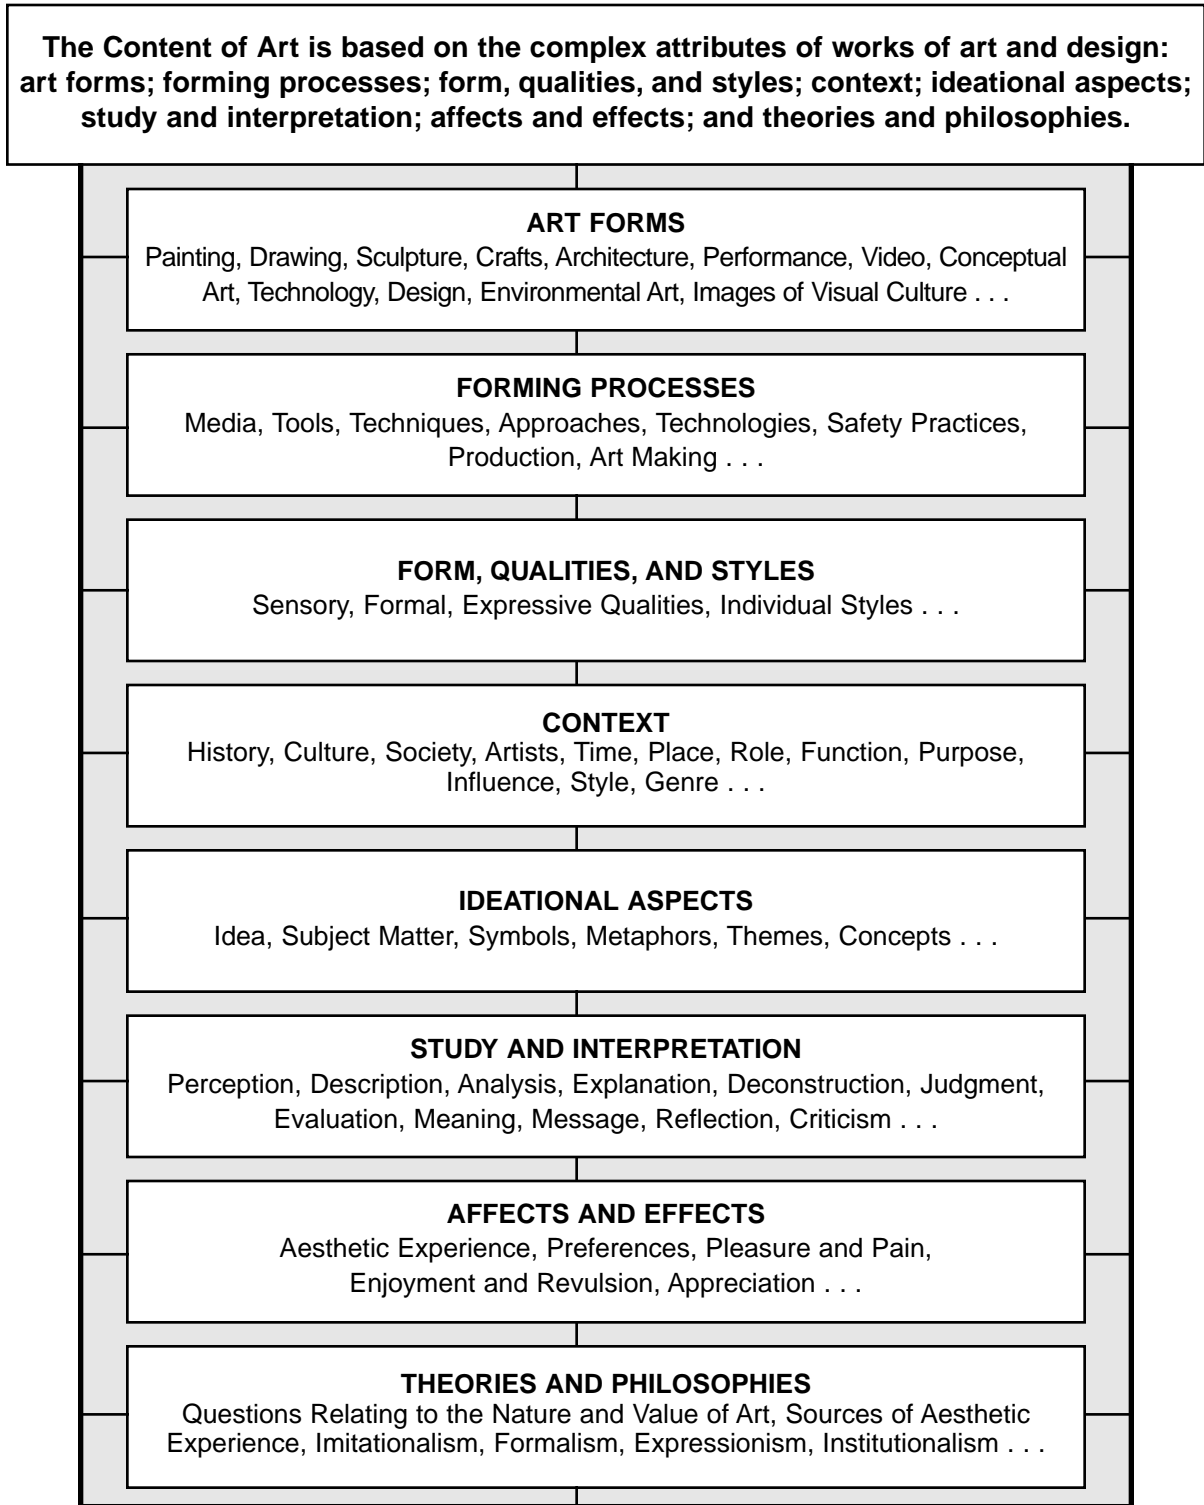 The Content of Art is based on the complex attributes of works of art and design:
art forms; forming processes; form, qualities, and styles; context; ideational aspects;
study and interpretation; affects and effects; and theories and philosophies.
ART FORMS
Painting, Drawing, Sculpture, Crafts, Architecture, Performance, Video, Conceptual
Art, Technology, Design, Environmental Art, Images of Visual Culture . . .
FORMING PROCESSES
Media, Tools, Techniques, Approaches, Technologies, Safety Practices,
Production, Art Making . . .
FORM, QUALITIES, AND STYLES
Sensory, Formal, Expressive Qualities, Individual Styles . . .
CONTEXT
History, Culture, Society, Artists, Time, Place, Role, Function, Purpose,
Influence, Style, Genre . . .
IDEATIONAL ASPECTS
Idea, Subject Matter, Symbols, Metaphors, Themes, Concepts . . .
STUDY AND INTERPRETATION
Perception, Description, Analysis, Explanation, Deconstruction, Judgment,
Evaluation, Meaning, Message, Reflection, Criticism . . .
AFFECTS AND EFFECTS
Aesthetic Experience, Preferences, Pleasure and Pain,
Enjoyment and Revulsion, Appreciation . . .
THEORIES AND PHILOSOPHIES
Questions Relating to the Nature and Value of Art, Sources of Aesthetic
Experience, Imitationalism, Formalism, Expressionism, Institutionalism . . .